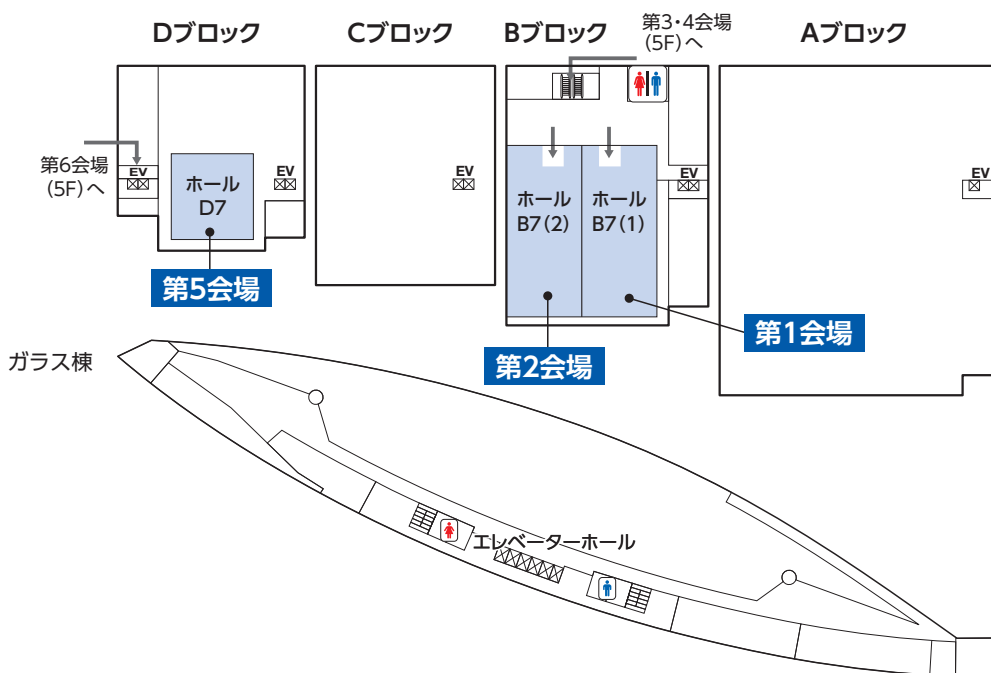 Dブロック
Cブロック
Bブロック
第3・4会場
(5F)へ
Aブロック
第6会場
(5F)へ
EV
ホール
D7
EV
EV
ホール
B7(2)
ホール
B7(1)
EV
EV
第5会場
第1会場
第2会場
ガラス棟
エレベーターホール